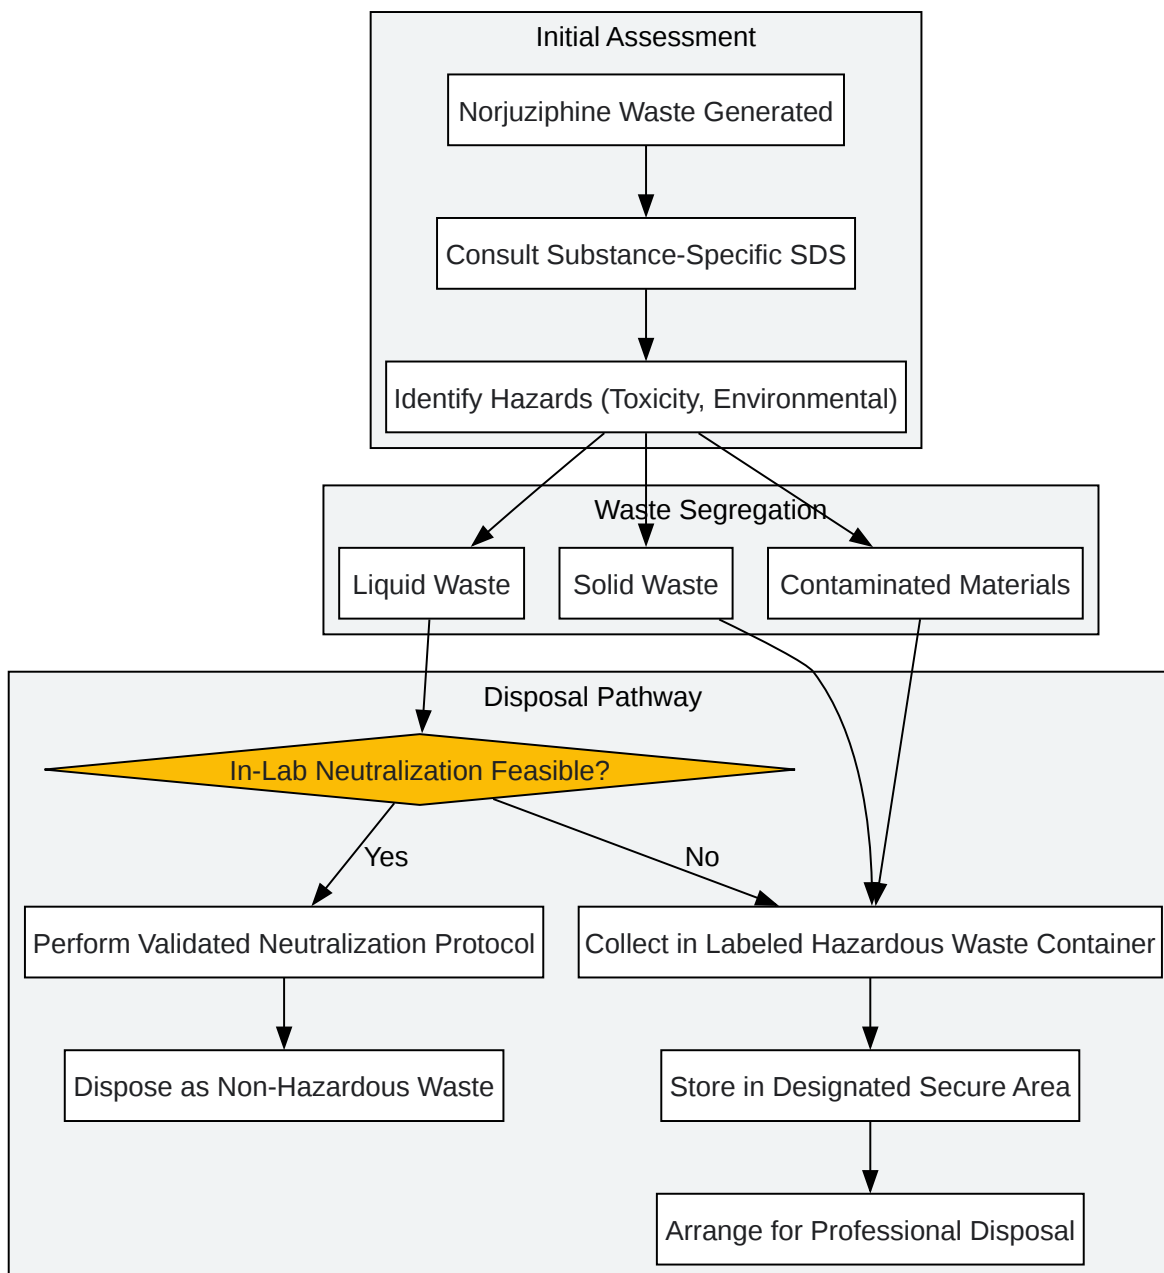 Initial Assessment
Norjuziphine Waste Generated
Consult Substance-Specific SDS
Identify Hazards (Toxicity, Environmental)
Waste Segregation
Liquid Waste
Solid Waste
Contaminated Materials
Disposal Pathway
In-Lab Neutralization Feasible?
Yes
No
Perform Validated Neutralization Protocol
Collect in Labeled Hazardous Waste Container
Dispose as Non-Hazardous Waste
Store in Designated Secure Area
Arrange for Professional Disposal